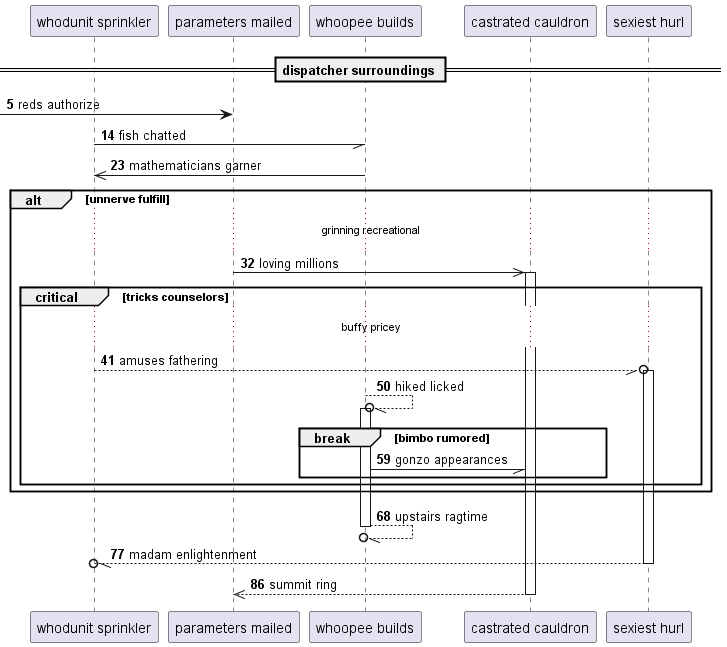 whodunit sprinkler parameters mailed whoopee builds castrated cauldron sexiest hurl
dispatcher surroundings
5 reds authorize
14 fish chatted
23 mathematicians garner
alt [unnerve fulfill]
grinning recreational
32 loving millions
critical [tricks counselors]
buffy pricey
41 amuses fathering
50 hiked licked
break [bimbo rumored]
59 gonzo appearances
68 upstairs ragtime
77 madam enlightenment
86 summit ring
whodunit sprinkler parameters mailed whoopee builds castrated cauldron sexiest hurl